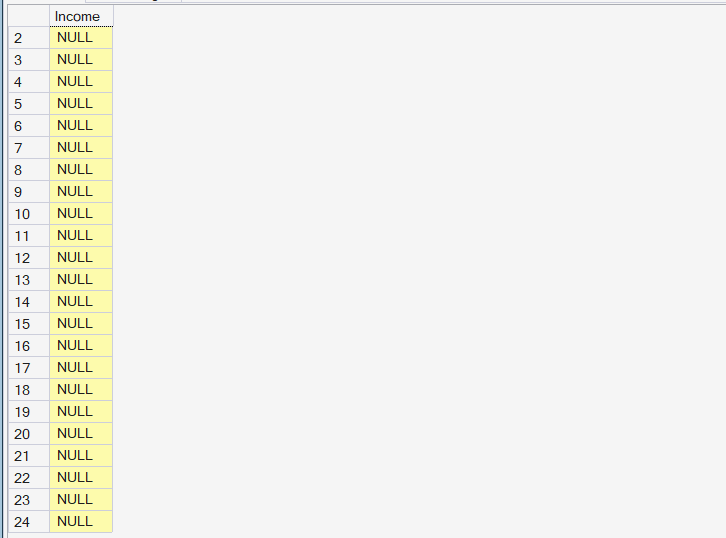 Income
2 NULL
3 NULL
4 NULL
5 NULL
6 NULL
7 NULL
8 NULL
9 NULL
10 NULL
11 NULL
12 NULL
13 NULL
14 NULL
15 NULL
16 NULL
17 NULL
18 NULL
19 NULL
20 NULL
21 NULL
22 NULL
23 NULL
24 NULL